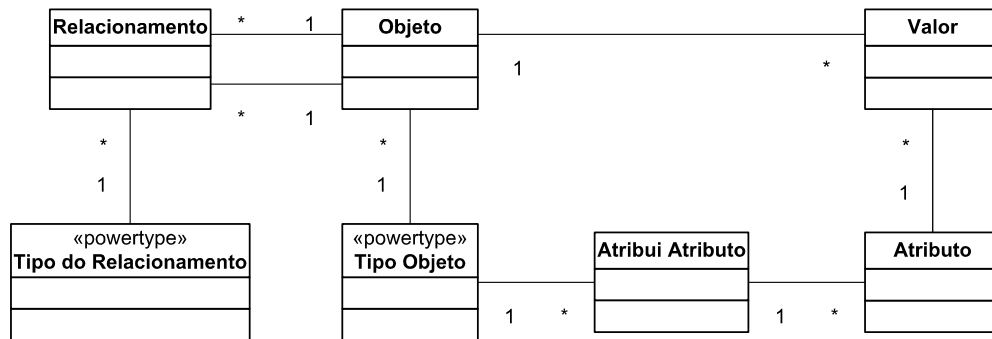 Relacionamento * 1 Objeto Valor
1 *
* 1
* * *
1 1 1
«powertype» «powertype»
Tipo do Relacionamento Tipo Objeto Atribui Atributo Atributo
1 * 1 *